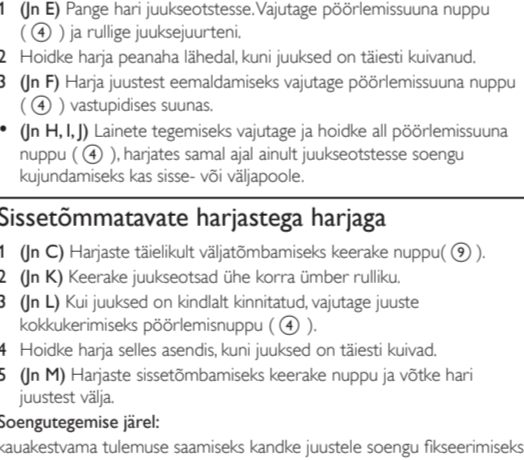 1 (Jn E) Pange hari juukseotstesse. Vajutage pöörlemissuuna nuppu
( ④ ) ja rullige juuksejuurteni.
2 Hoidke harja peanaha lähedal, kuni juuksed on täiesti kuivanud.
3 (Jn F) Harja juustest eemaldamiseks vajutage pöörlemissuuna nuppu
( ④ ) vastupidises suunas.
• (Jn H, I, J) Lainete tegemiseks vajutage ja hoidke all pöörlemissuuna
nuppu ( ④ ), harjates samal ajal ainult juukseotstesse soengu
kujundamiseks kas sisse- või väljapoole.
Sissetõmmatavate harjastega harjaga
1 (Jn C) Harjaste täielikult väljatõmbamiseks keerake nuppu( ⑨ ).
2 (Jn K) Keerake juukseotsad ühe korra ümber rulliku.
3 (Jn L) Kui juuksed on kindlalt kinnitatud, vajutage juuste
kokkukerimiseks pöörlemisnuppu ( ④ ).
4 Hoidke harja selles asendis, kuni juuksed on täiesti kuivad.
5 (Jn M) Harjaste sissetõmbamiseks keerake nuppu ja võtke hari
juustest välja.
Soengutegemise järel:
kauakestvama tulemuse saamiseks kandke juustele soengu fikseerimiseks